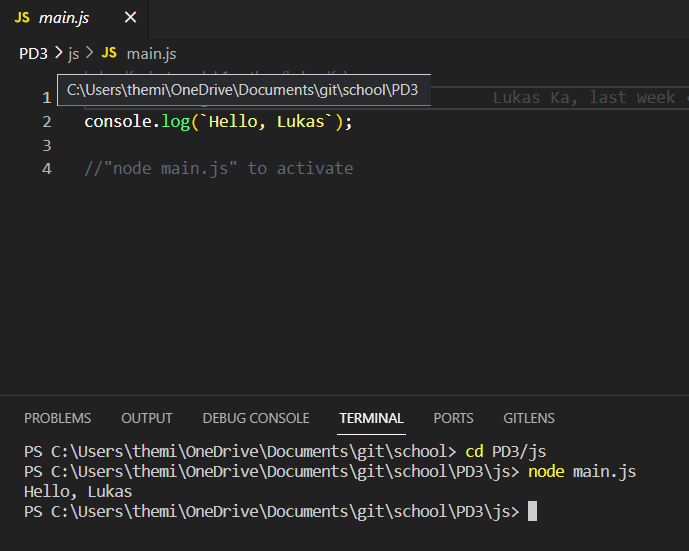 JS main.js ×
PD3 > js > JS main.js
C:\Users\themi\OneDrive\Documents\git\school\PD3
1 Lukas Ka, last week
2 console.log(`Hello, Lukas`);
3
4 //"node main.js" to activate
PROBLEMS OUTPUT DEBUG CONSOLE TERMINAL PORTS GITLENS
PS C:\Users\themi\OneDrive\Documents\git\school> cd PD3/js
PS C:\Users\themi\OneDrive\Documents\git\school\PD3\js> node main.js
Hello, Lukas
PS C:\Users\themi\OneDrive\Documents\git\school\PD3\js>